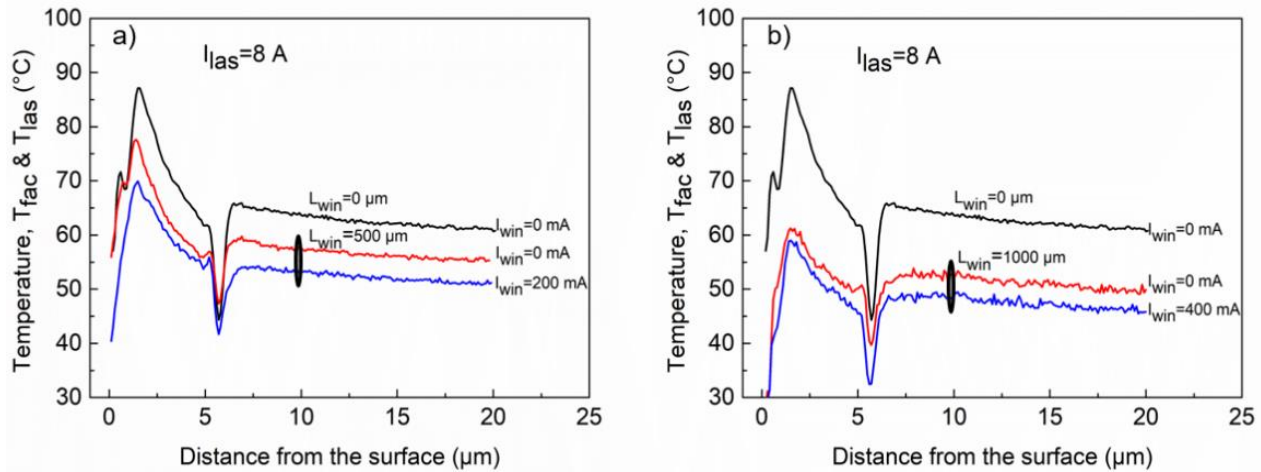 a)
I_las=8 A
Temperature, T_fac & T_las (°C)
100
90
80
70
60
50
40
30
L_win=0 µm
I_win=0 mA
L_win=500 µm
I_win=0 mA
I_win=200 mA
0
5
10
15
20
25
Distance from the surface (µm)
b)
I_las=8 A
Temperature, T_fac & T_las (°C)
100
90
80
70
60
50
40
30
L_win=0 µm
I_win=0 mA
L_win=1000 µm
I_win=0 mA
I_win=400 mA
0
5
10
15
20
25
Distance from the surface (µm)